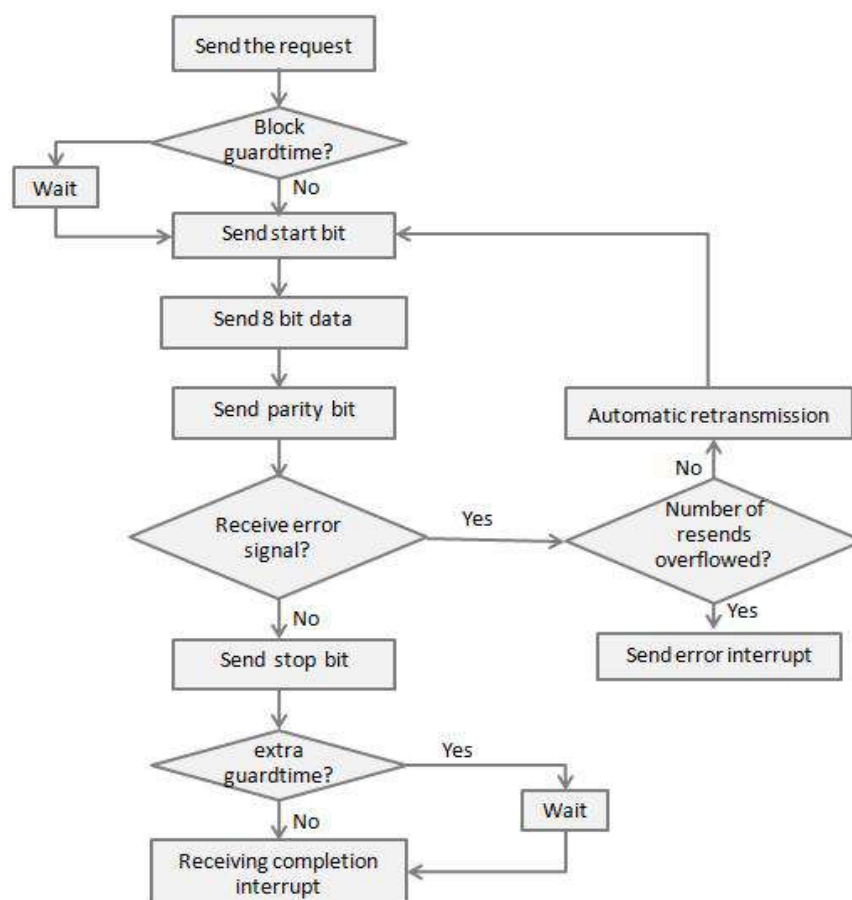 Send the request
Block
guardtime?
Wait
No
Send start bit
Send 8 bit data
Send parity bit
Automatic retransmission
No
Receive error
signal?
Yes
Number of
resends
overflowed?
No
Yes
Send stop bit
Send error interrupt
extra
guardtime?
Yes
Wait
No
Receiving completion
interrupt